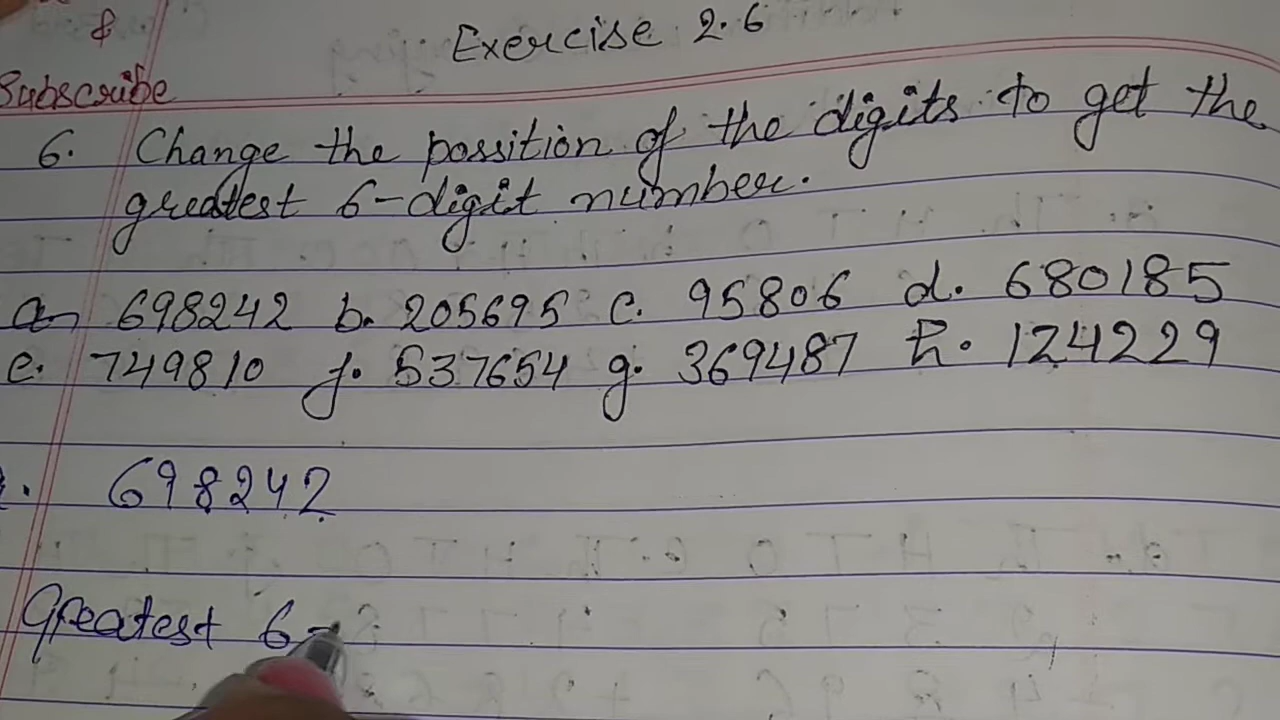 &
Exercise 2.6
Subscribe
6. Change the possition of the digits to get the
greatest 6-digit number.
a. 698242 b. 205695 c. 95806 d. 680185
e. 749810 f. 537654 g. 369487 h. 124229
698242
Greatest 6-